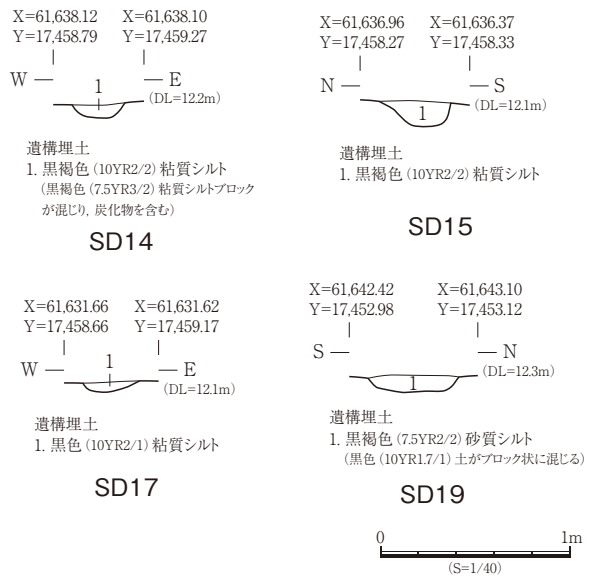 X=61,638.12 X=61,638.10
Y=17,458.79 Y=17,459.27
W E
1
(DL=12.2m)
遺構埋土
1. 黒褐色 (10YR2/2) 粘質シルト
(黒褐色 (7.5YR3/2) 粘質シルトブロック
が混じり, 炭化物を含む)
SD14
X=61,636.96 X=61,636.37
Y=17,458.27 Y=17,458.33
N S
(DL=12.1m)
1
遺構埋土
1. 黒褐色 (10YR2/2) 粘質シルト
SD15
X=61,631.66 X=61,631.62
Y=17,458.66 Y=17,459.17
1
W E
(DL=12.1m)
遺構埋土
1. 黒色 (10YR2/1) 粘質シルト
SD17
X=61,642.42 X=61,643.10
Y=17,452.98 Y=17,453.12
S N
(DL=12.3m)
1
遺構埋土
1. 黒褐色 (7.5YR2/2) 砂質シルト
(黒色 (10YR1.7/1) 土がブロック状に混じる)
SD19
0 1m
(S=1/40)